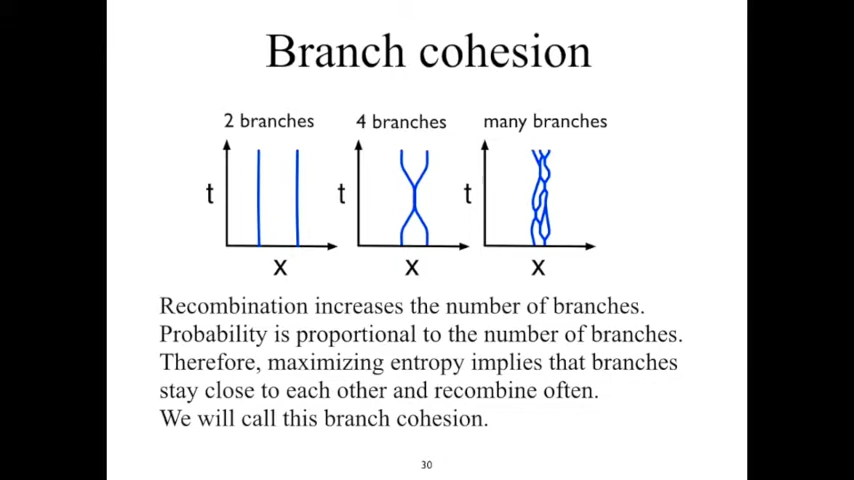 Branch cohesion
2 branches
4 branches
many branches
t
t
t
x
x
x
Recombination increases the number of branches.
Probability is proportional to the number of branches.
Therefore, maximizing entropy implies that branches
stay close to each other and recombine often.
We will call this branch cohesion.
30